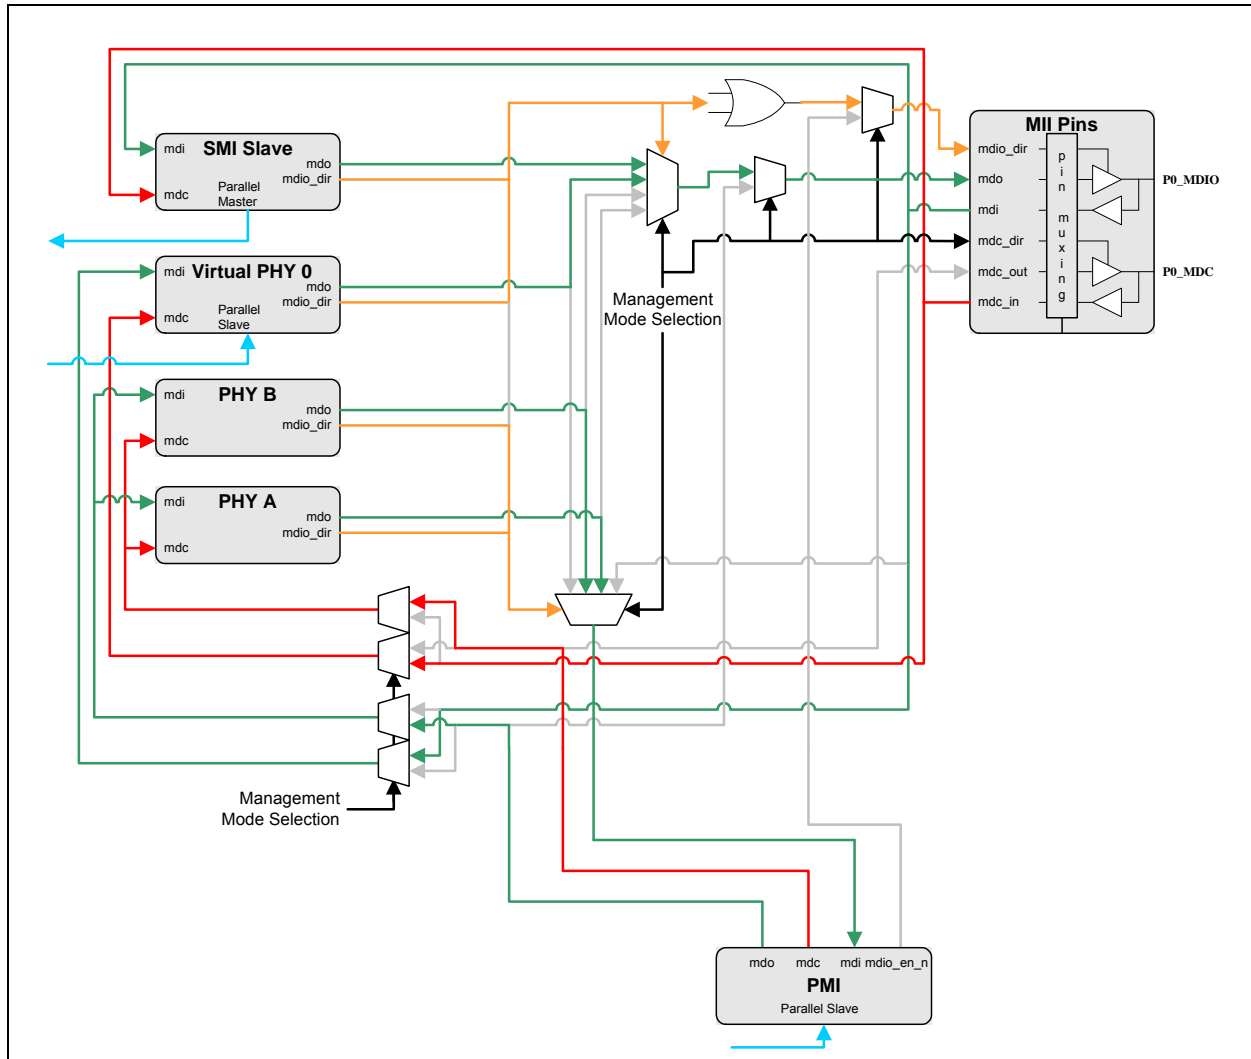 SMI Slave
mdi
mdo
mdio_dir
mdc
Parallel
Master
Virtual PHY 0
mdi
mdo
mdio_dir
mdc
Parallel
Slave
PHY B
mdi
mdo
mdio_dir
mdc
PHY A
mdi
mdo
mdio_dir
mdc
Management
Mode Selection
MII Pins
mdio_dir
mdo
mdi
mdc_dir
mdc_out
mdc_in
pin muxing
P0_MDIO
P0_MDC
Management
Mode Selection
mdo mdc mdi mdio_en_n
PMI
Parallel Slave